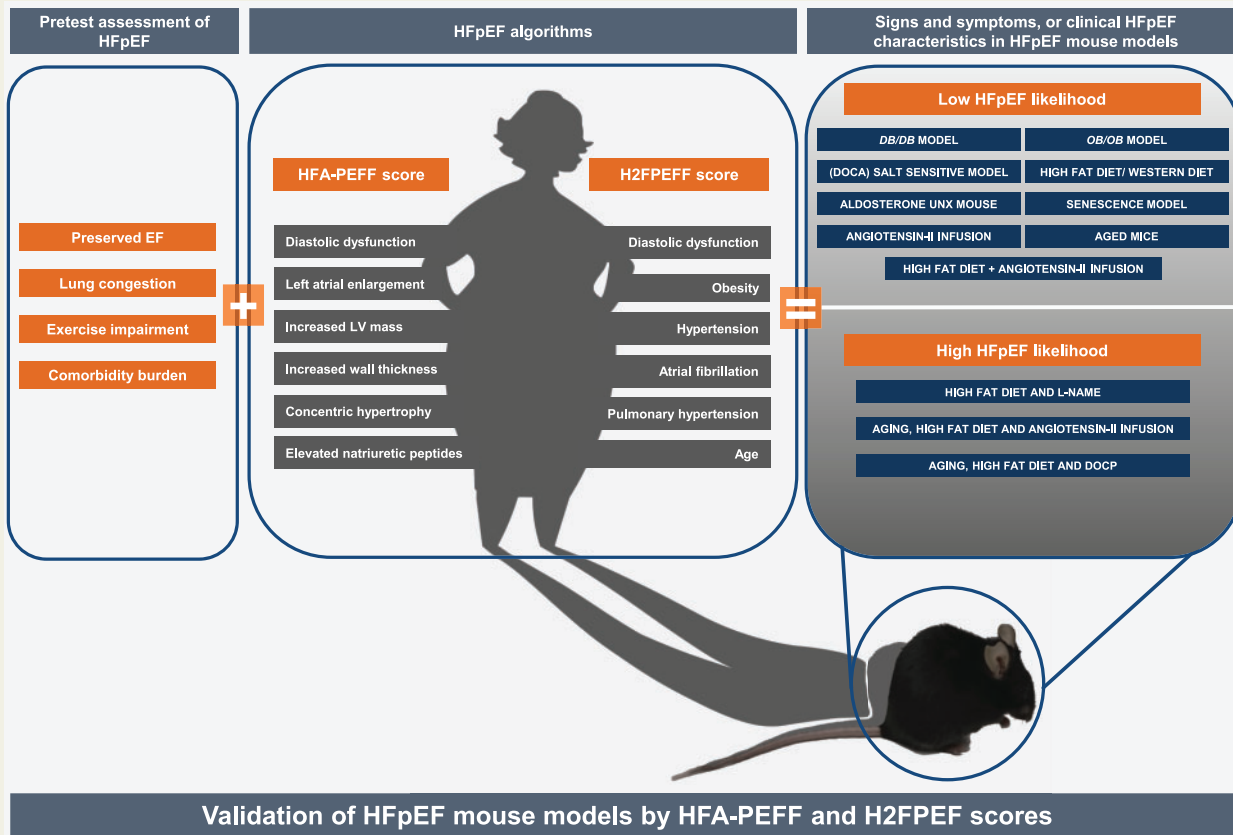 Pretest assessment of
HFpEF
HFpEF algorithms
Signs and symptoms, or clinical HFpEF
characteristics in HFpEF mouse models
Preserved EF
Lung congestion
Exercise impairment
Comorbidity burden
+
HFA-PEFF score
Diastolic dysfunction
Left atrial enlargement
Increased LV mass
Increased wall thickness
Concentric hypertrophy
Elevated natriuretic peptides
H2FPEFF score
Diastolic dysfunction
Obesity
Hypertension
Atrial fibrillation
Pulmonary hypertension
Age
=
Low HFpEF likelihood
DB/DB MODEL
OB/OB MODEL
(DOCA) SALT SENSITIVE MODEL
HIGH FAT DIET/ WESTERN DIET
ALDOSTERONE UNX MOUSE
SENESCENCE MODEL
ANGIOTENSIN-II INFUSION
AGED MICE
HIGH FAT DIET + ANGIOTENSIN-II INFUSION
High HFpEF likelihood
HIGH FAT DIET AND L-NAME
AGING, HIGH FAT DIET AND ANGIOTENSIN-II INFUSION
AGING, HIGH FAT DIET AND DOCP
Validation of HFpEF mouse models by HFA-PEFF and H2FPEF scores